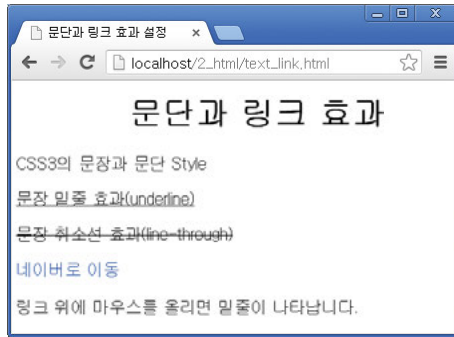 문단과 링크 효과 설정
localhost/2_html/text_link.html
문단과 링크 효과
CSS3의 문장과 문단 Style
문장 밑줄 효과(underline)
문장 취소선 효과(line-through)
네이버로 이동
링크 위에 마우스를 올리면 밑줄이 나타납니다.